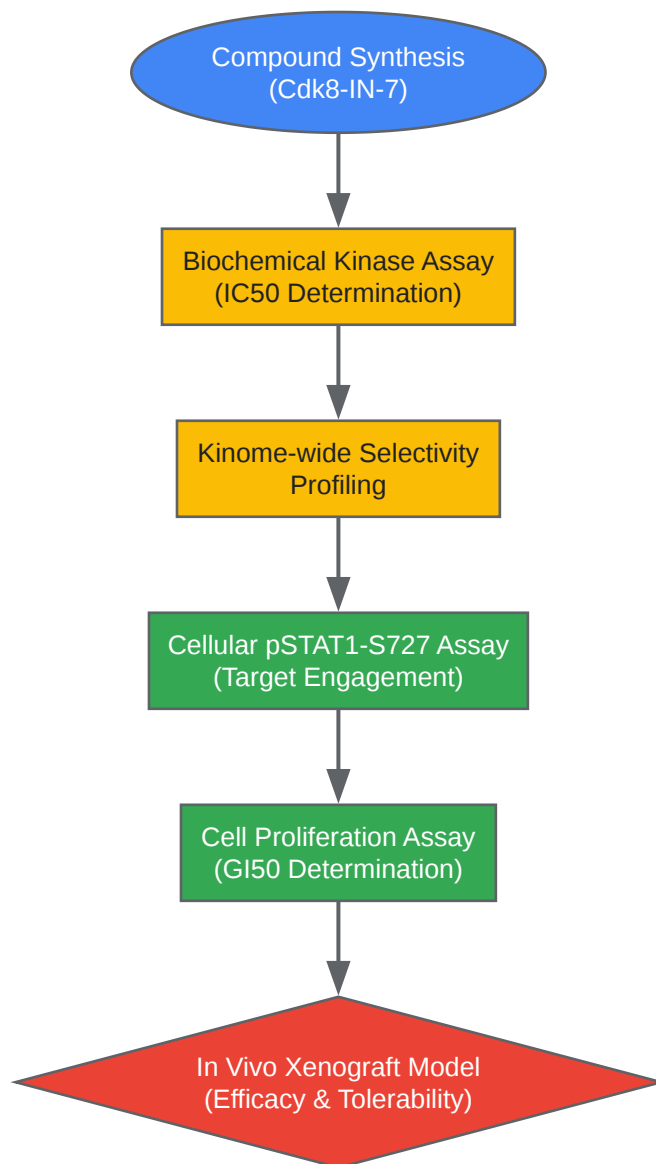 Compound Synthesis
(Cdk8-IN-7)
Biochemical Kinase Assay
(IC50 Determination)
Kinome-wide Selectivity
Profiling
Cellular pSTAT1-S727 Assay
(Target Engagement)
Cell Proliferation Assay
(GI50 Determination)
In Vivo Xenograft Model
(Efficacy & Tolerability)